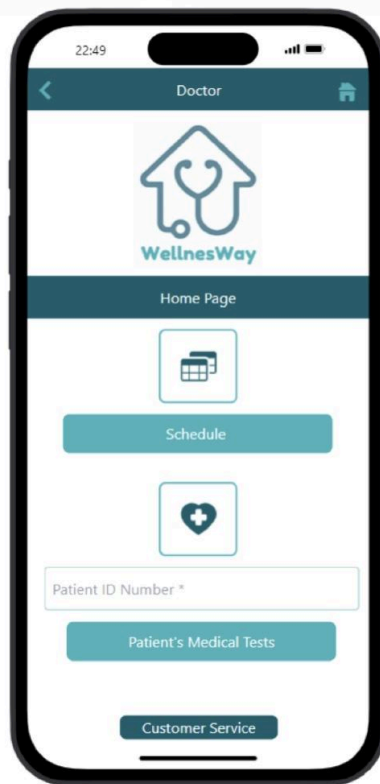 22:49
Doctor
WellnesWay
Home Page
Schedule
Patient ID Number *
Patient's Medical Tests
Customer Service